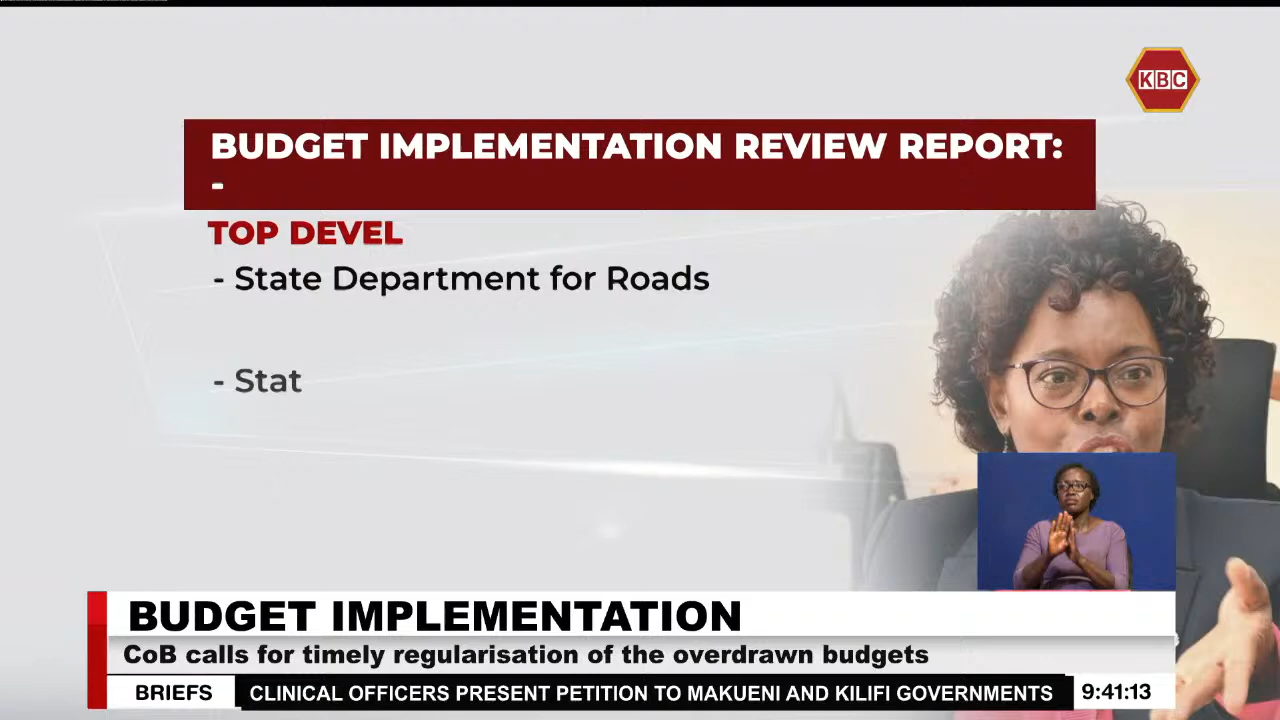 KBC
BUDGET IMPLEMENTATION REVIEW REPORT:
-
TOP DEVEL
- State Department for Roads
- Stat
BUDGET IMPLEMENTATION
CoB calls for timely regularisation of the overdrawn budgets
BRIEFS CLINICAL OFFICERS PRESENT PETITION TO MAKUENI AND KILIFI GOVERNMENTS 9:41:13